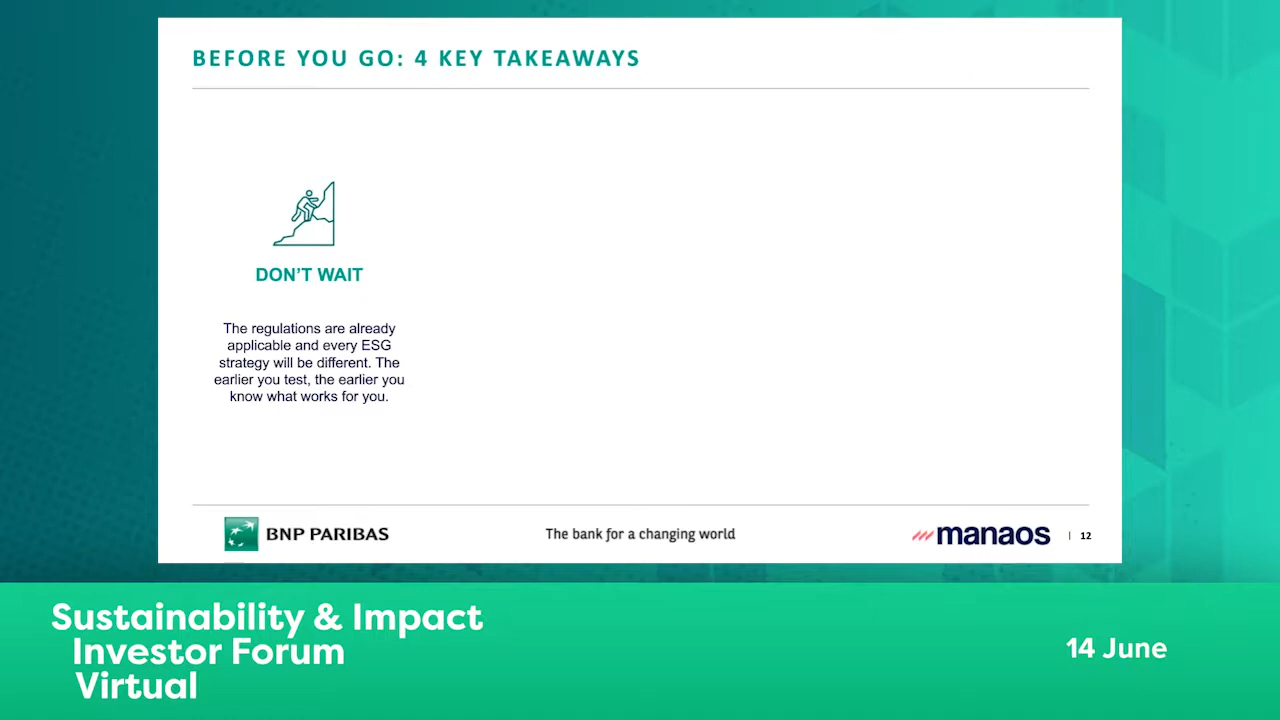 BEFORE YOU GO: 4 KEY TAKEAWAYS
DON'T WAIT
The regulations are already
applicable and every ESG
strategy will be different. The
earlier you test, the earlier you
know what works for you.
BNP PARIBAS
The bank for a changing world
manaos
| 12
Sustainability & Impact
Investor Forum
Virtual
14 June